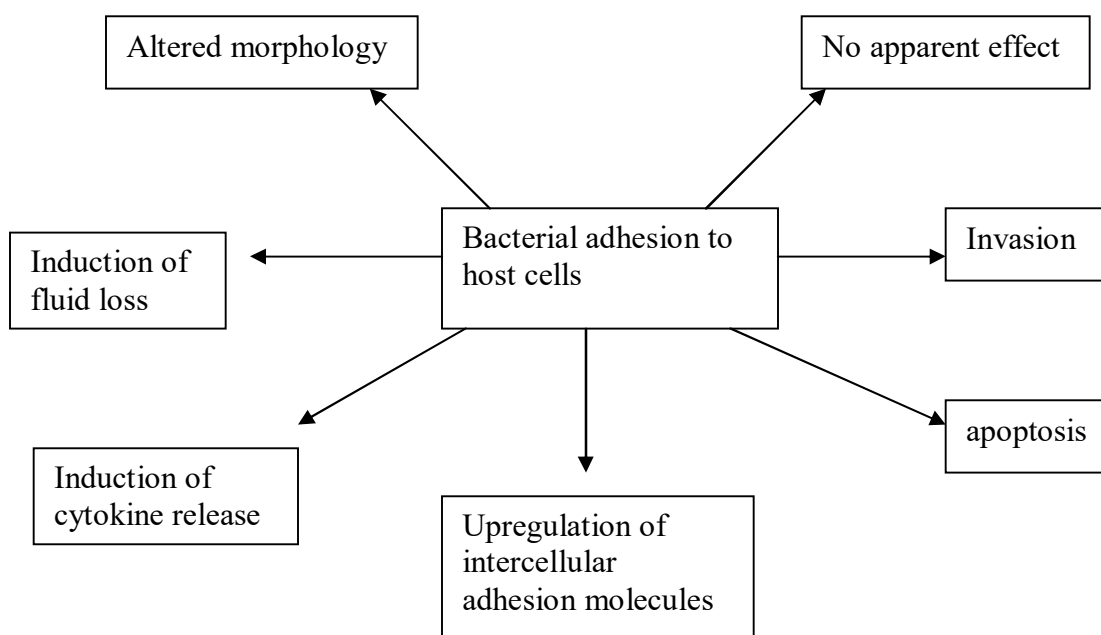 Altered morphology
No apparent effect
Bacterial adhesion to
host cells
Invasion
Induction of
fluid loss
apoptosis
Induction of
cytokine release
Upregulation of
intercellular
adhesion molecules